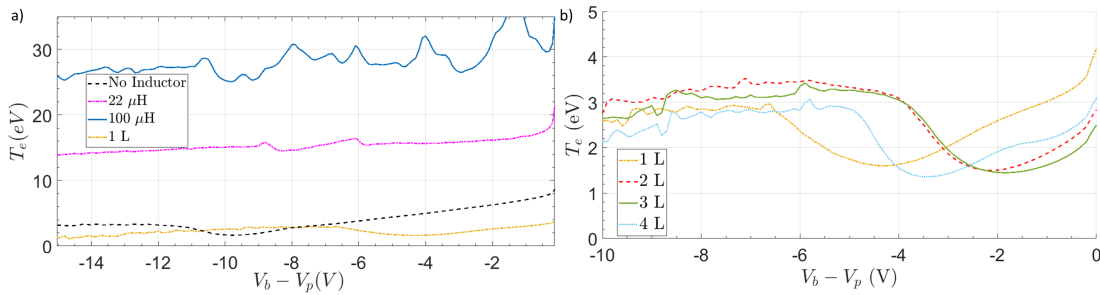 a)
30
20
10
0
T_e(eV)
No Inductor
22 μH
100 μH
1 L
-14
-12
-10
-8
-6
-4
-2
V_b − V_p(V)
b)
5
4
3
2
1
0
T_e (eV)
1 L
2 L
3 L
4 L
-10
-8
-6
-4
-2
0
V_b − V_p (V)